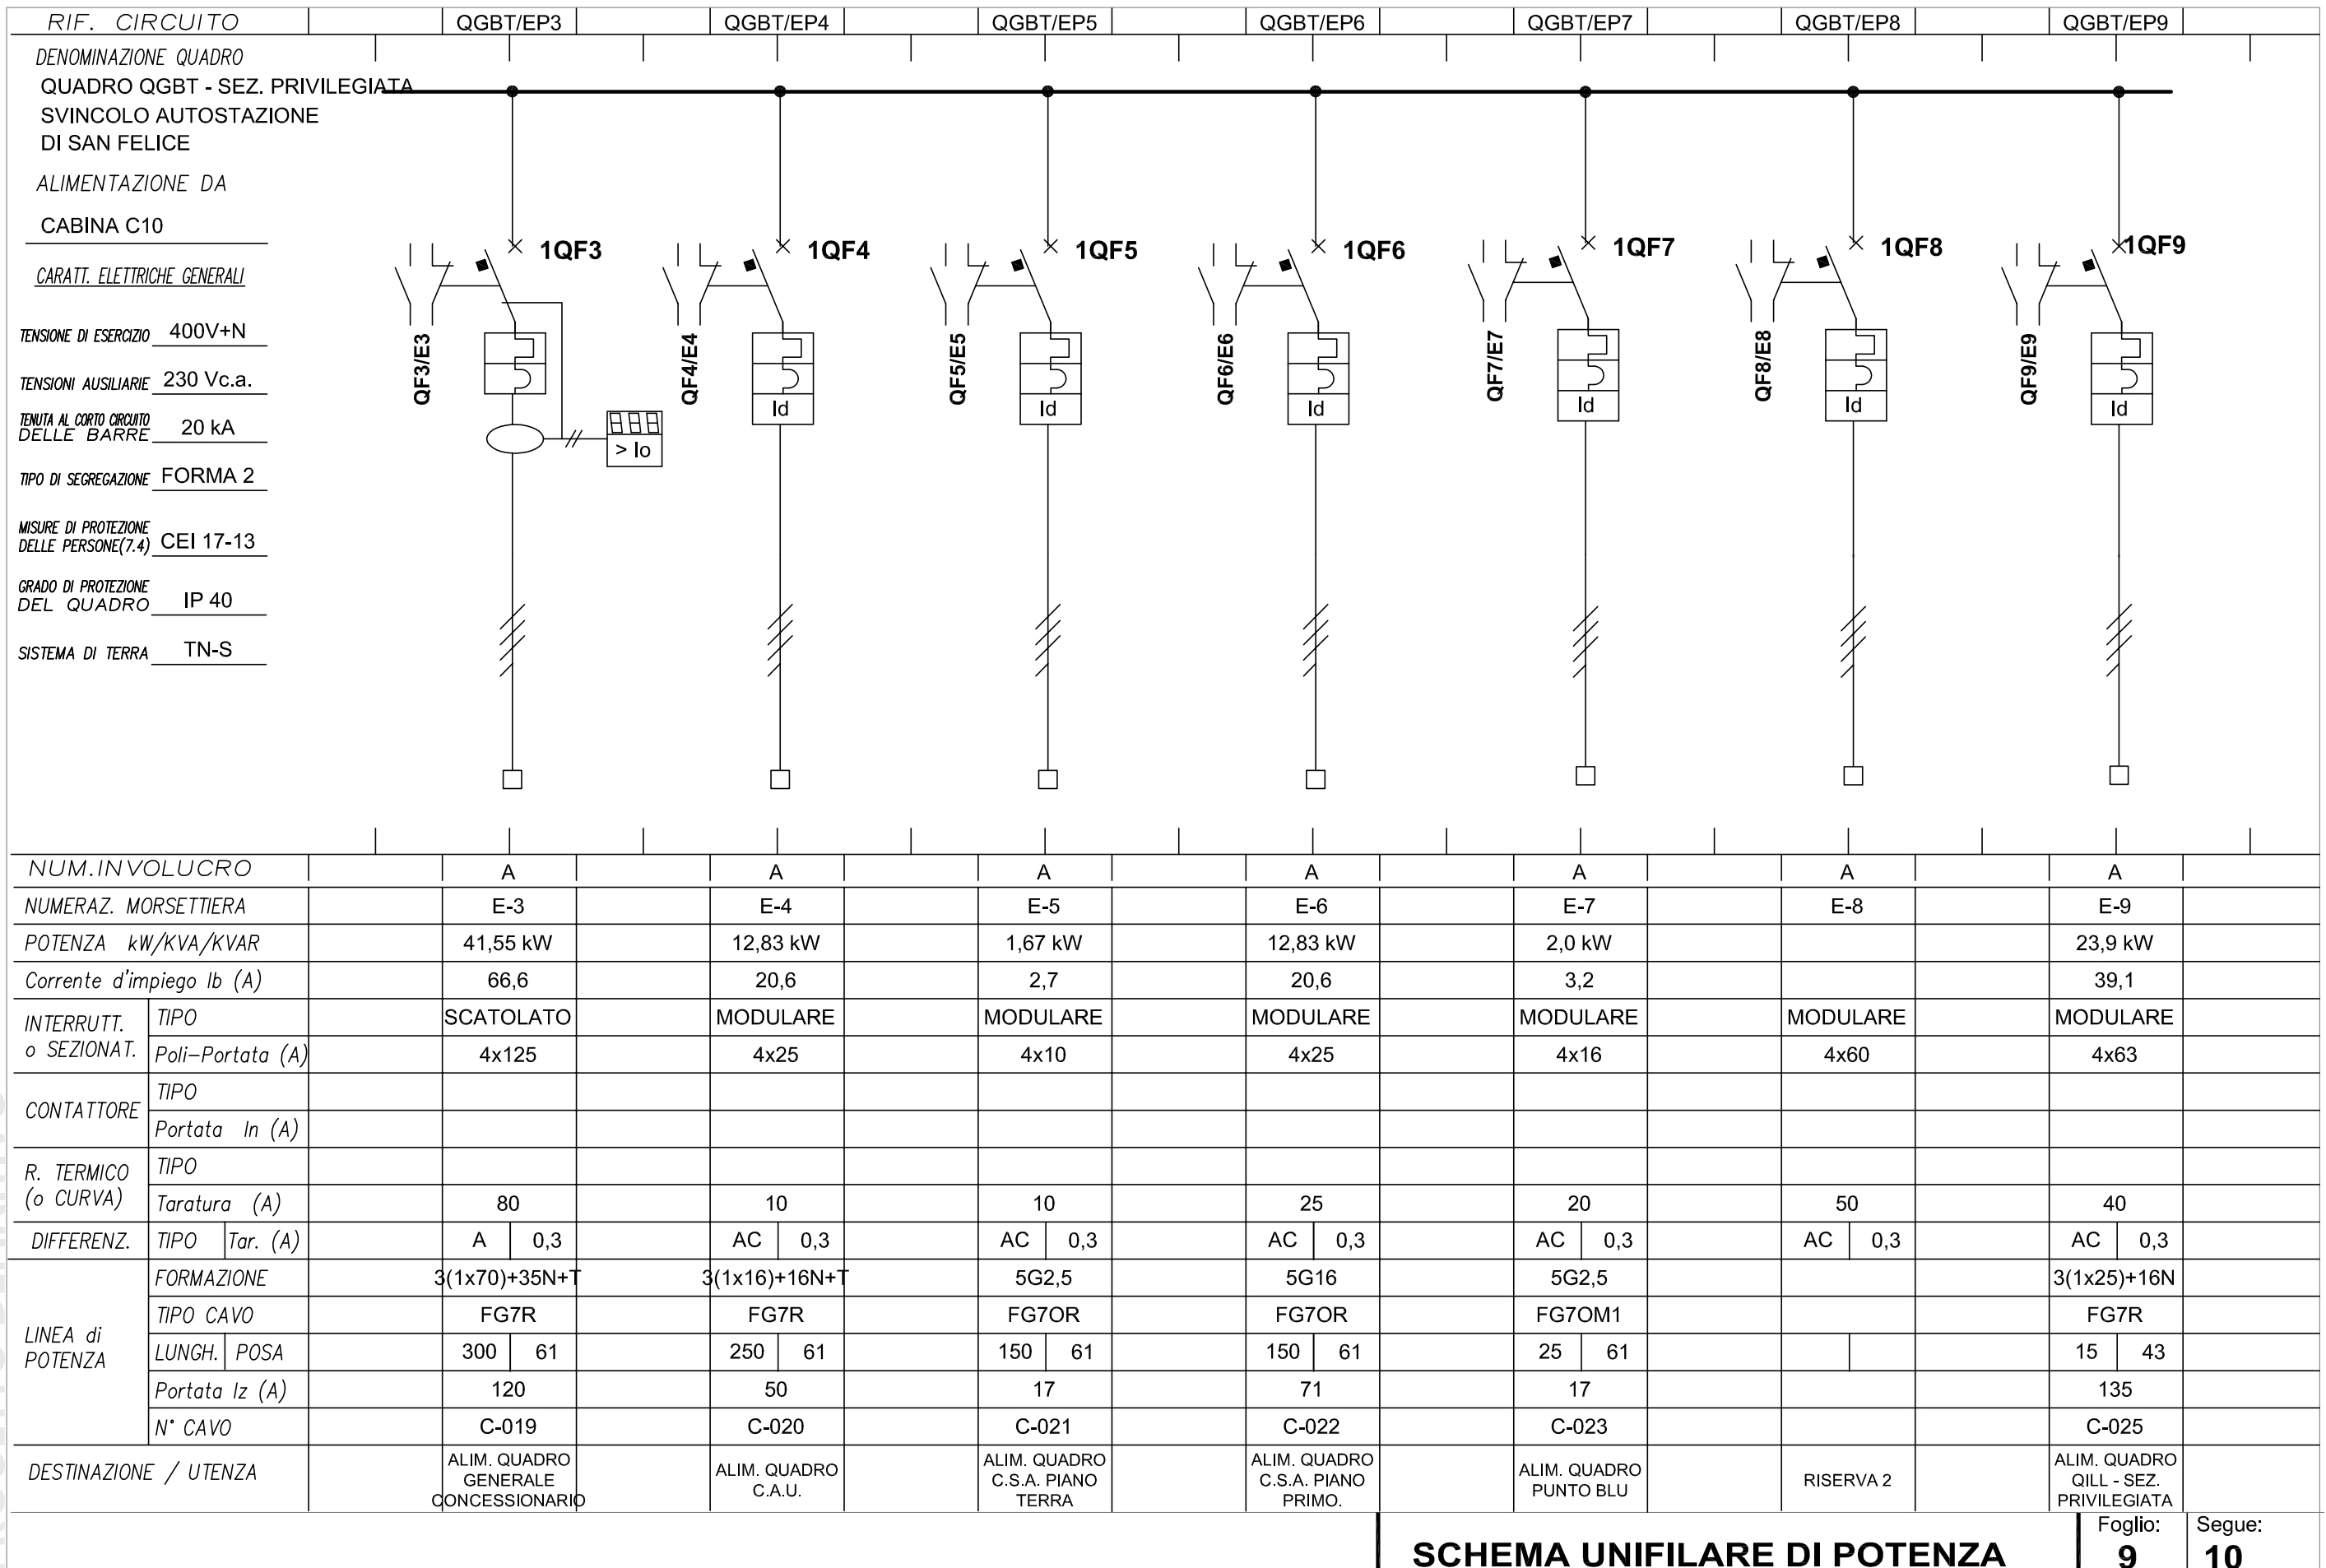 RIF. CIRCUITO QGBT/EP3 QGBT/EP4 QGBT/EP5 QGBT/EP6 QGBT/EP7 QGBT/EP8 QGBT/EP9
DENOMINAZIONE QUADRO
QUADRO QGBT - SEZ. PRIVILEGIATA
SVINCOLO AUTOSTAZIONE
DI SAN FELICE
ALIMENTAZIONE DA
CABINA C10
CARATT. ELETTRICHE GENERALI
TENSIONE DI ESERCIZIO 400V+N
TENSIONI AUSILIARIE 230 Vc.a.
TENUTA AL CORTO CIRCUITO
DELLE BARRE 20 kA
TIPO DI SEGREGAZIONE FORMA 2
MISURE DI PROTEZIONE
DELLE PERSONE(7.4) CEI 17-13
GRADO DI PROTEZIONE
DEL QUADRO IP 40
SISTEMA DI TERRA TN-S
1QF3 1QF4 1QF5 1QF6 1QF7 1QF8 1QF9
QF3/E3 QF4/E4 QF5/E5 QF6/E6 QF7/E7 QF8/E8 QF9/E9
Id Id Id Id Id Id
> Io
NUM.INVOLUCRO A A A A A A A
NUMERAZ. MORSETTIERA E-3 E-4 E-5 E-6 E-7 E-8 E-9
POTENZA kW/KVA/KVAR 41,55 kW 12,83 kW 1,67 kW 12,83 kW 2,0 kW 23,9 kW
Corrente d'impiego Ib (A) 66,6 20,6 2,7 20,6 3,2 39,1
INTERRUTT.
o SEZIONAT.
TIPO SCATOLATO MODULARE MODULARE MODULARE MODULARE MODULARE MODULARE
Poli-Portata (A) 4x125 4x25 4x10 4x25 4x16 4x60 4x63
CONTATTORE
TIPO
Portata In (A)
R. TERMICO
(o CURVA)
TIPO
Taratura (A) 80 10 10 25 20 50 40
DIFFERENZ. TIPO Tar. (A) A 0,3 AC 0,3 AC 0,3 AC 0,3 AC 0,3 AC 0,3 AC 0,3
LINEA di
POTENZA
FORMAZIONE 3(1x70)+35N+T 3(1x16)+16N+T 5G2,5 5G16 5G2,5 3(1x25)+16N
TIPO CAVO FG7R FG7R FG7OR FG7OR FG7OM1 FG7R
LUNGH. POSA 300 61 250 61 150 61 150 61 25 61 15 43
Portata Iz (A) 120 50 17 71 17 135
N° CAVO C-019 C-020 C-021 C-022 C-023 C-025
DESTINAZIONE / UTENZA
ALIM. QUADRO
GENERALE
CONCESSIONARIO
ALIM. QUADRO
C.A.U.
ALIM. QUADRO
C.S.A. PIANO
TERRA
ALIM. QUADRO
C.S.A. PIANO
PRIMO.
ALIM. QUADRO
PUNTO BLU
RISERVA 2
ALIM. QUADRO
QILL - SEZ.
PRIVILEGIATA
SCHEMA UNIFILARE DI POTENZA
Foglio:
9
Segue:
10